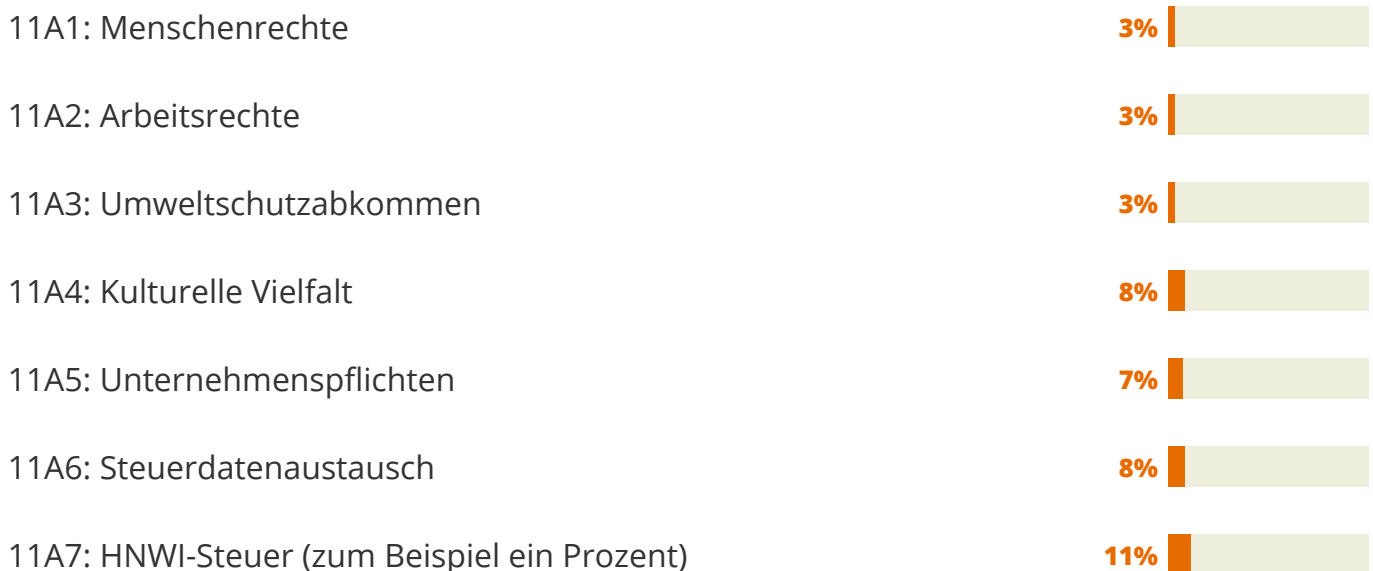 11A1: Menschenrechte 3%
11A2: Arbeitsrechte 3%
11A3: Umweltschutzabkommen 3%
11A4: Kulturelle Vielfalt 8%
11A5: Unternehmenspflichten 7%
11A6: Steuerdatenaustausch 8%
11A7: HNWI-Steuer (zum Beispiel ein Prozent) 11%